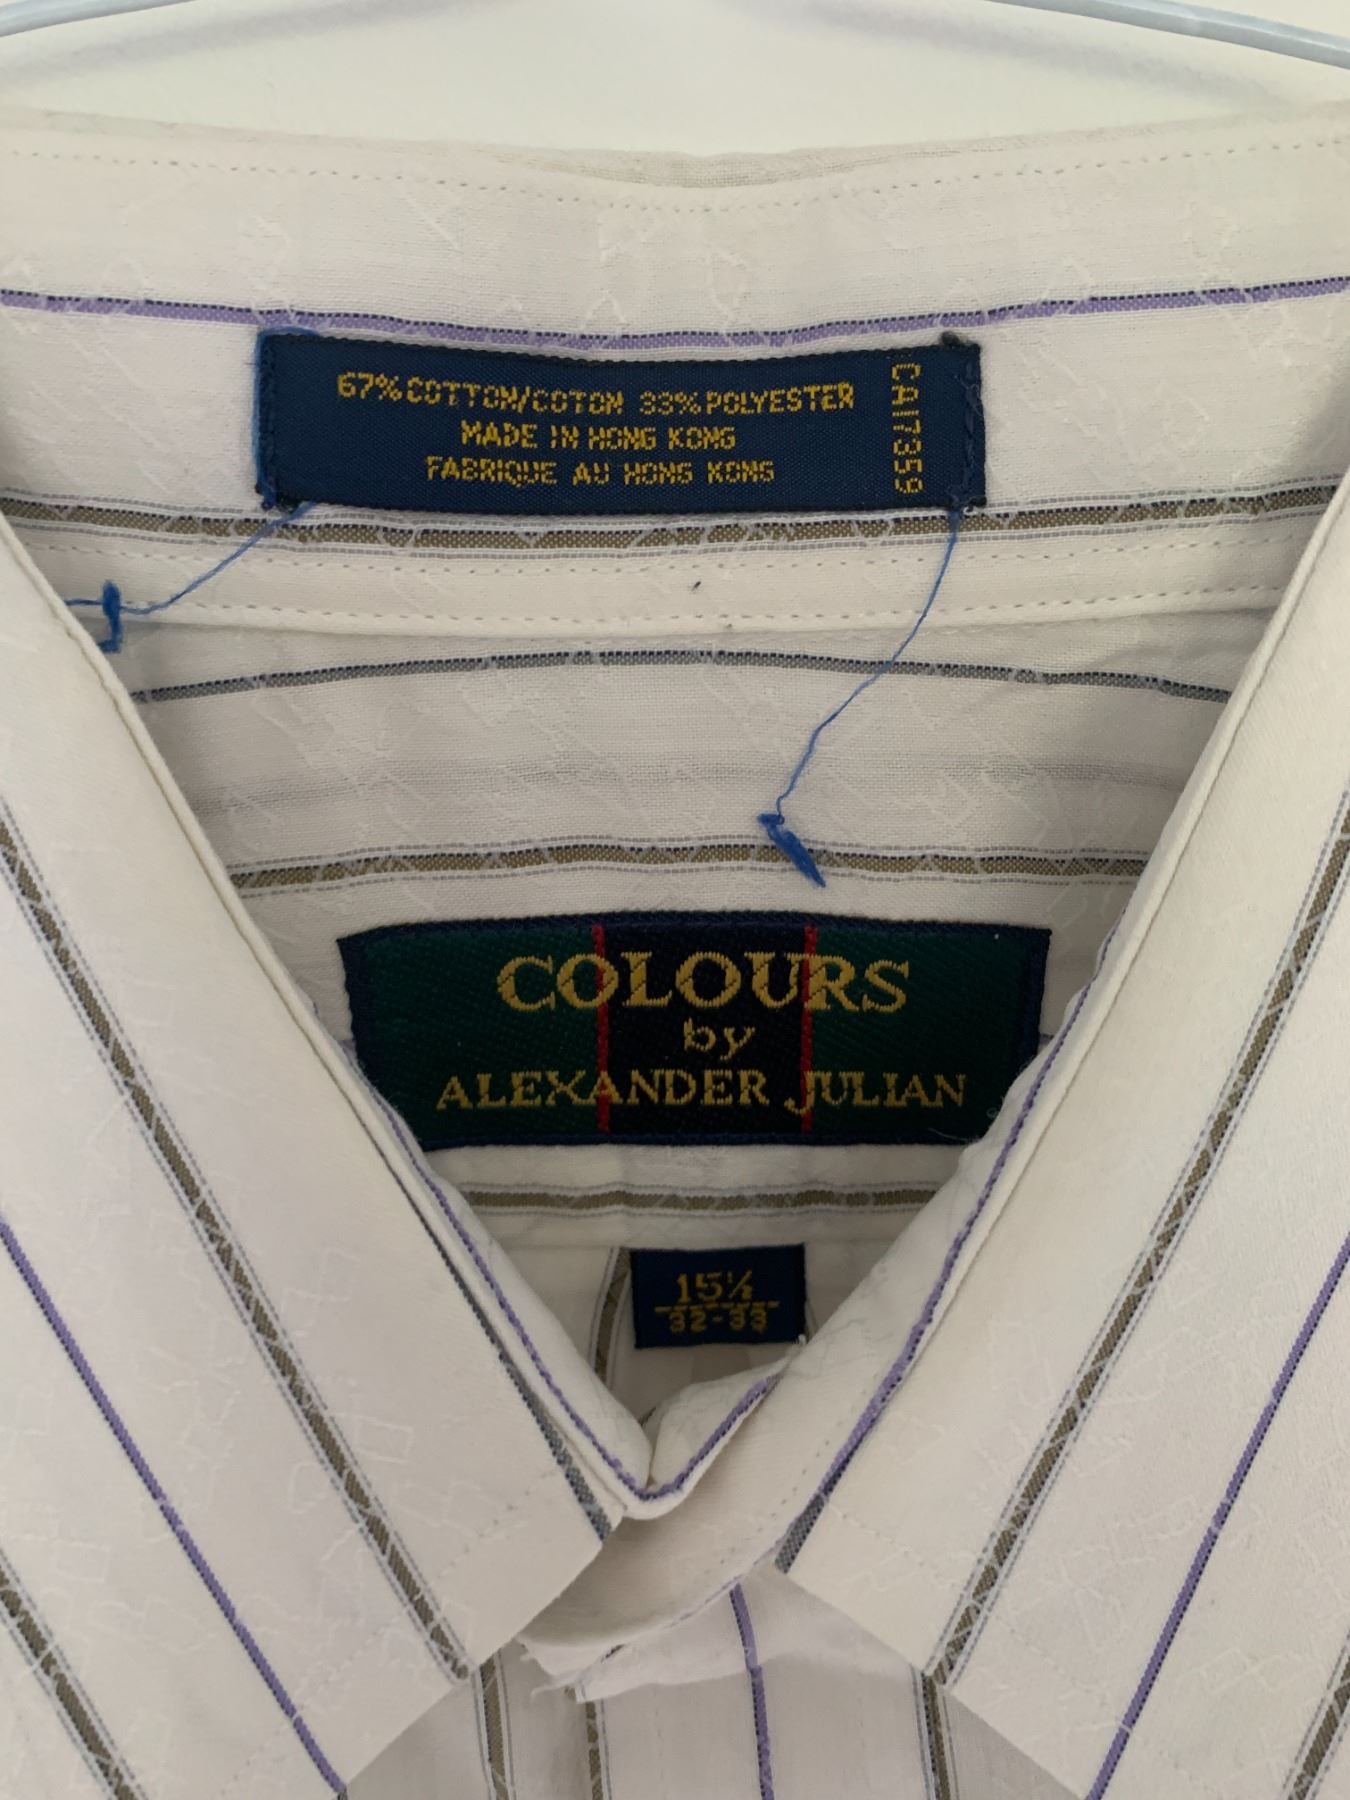 67% COTTON/COTON 33% POLYESTER
MADE IN HONG KONG
FABRIQUE AU HONG KONG
CA17359
COLOURS
by
ALEXANDER JULIAN
15½
32-33